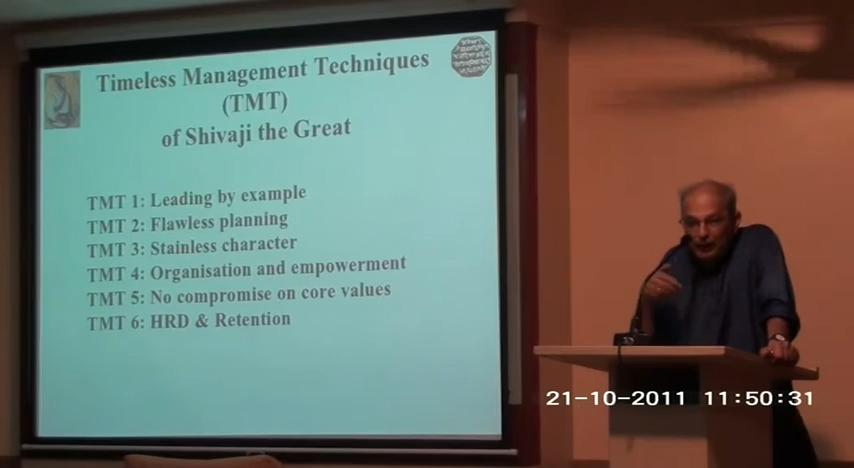 Timeless Management Techniques
(TMT)
of Shivaji the Great
TMT 1: Leading by example
TMT 2: Flawless planning
TMT 3: Stainless character
TMT 4: Organisation and empowerment
TMT 5: No compromise on core values
TMT 6: HRD & Retention
21-10-2011 11:50:31